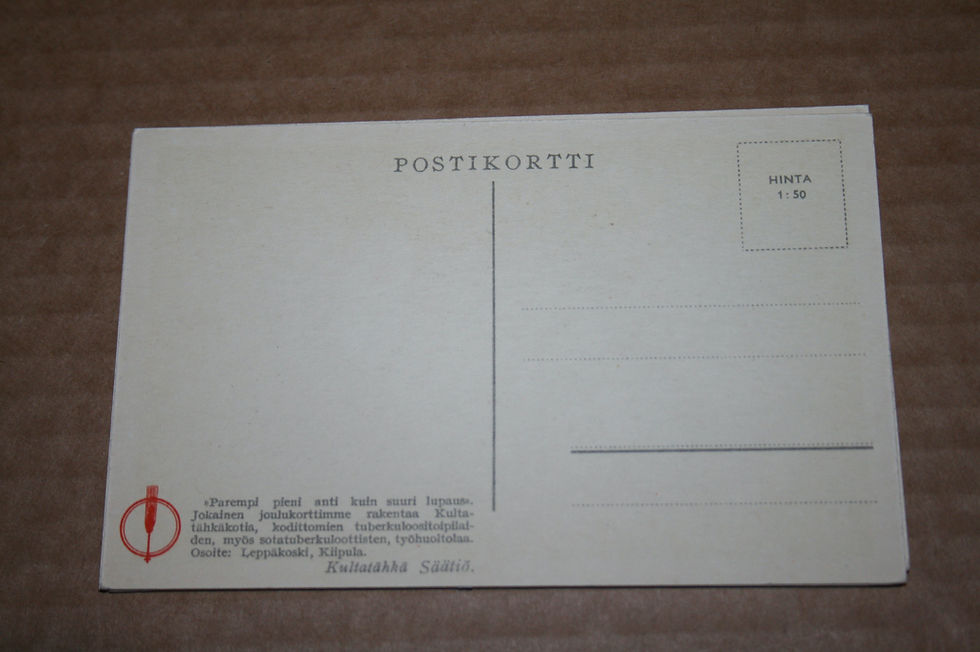 POSTIKORTTI
HINTA
1:50
»Parempi pieni anti kuin suuri lupaus».
Jokainen joulukorttimme rakentaa Kulta-
tähkäkotia, kodittomien tuberkuloositoipilai-
den, myös sotatuberkuloottisten, työhuoltolaa.
Osoite: Leppäkoski, Kiipula.
Kultatähkä Säätiö.